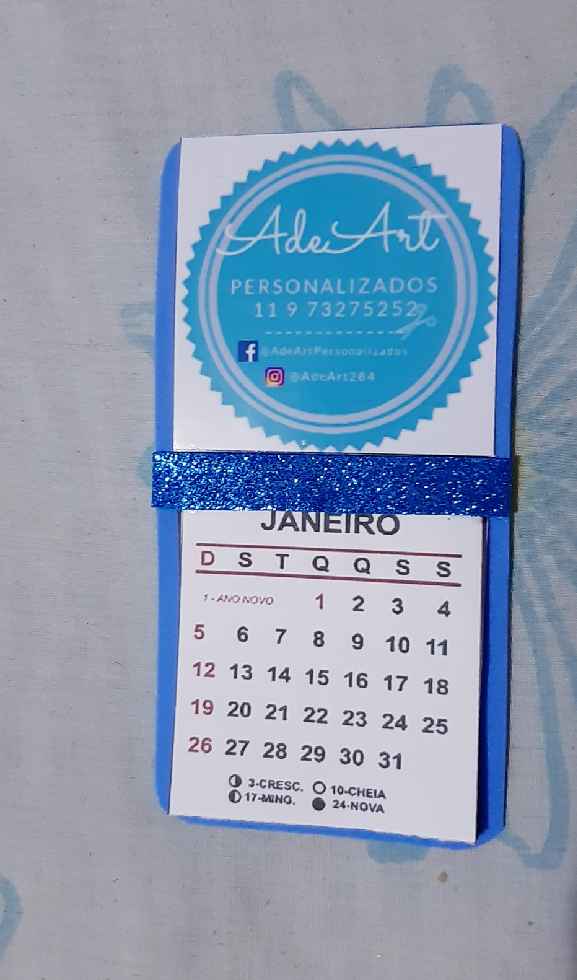 AdeArt
PERSONALIZADOS
11 9 73275252
@AdeArtPersonalizados
@AdeArt284
JANEIRO
D S T Q Q S S
1 - ANO NOVO 1 2 3 4
5 6 7 8 9 10 11
12 13 14 15 16 17 18
19 20 21 22 23 24 25
26 27 28 29 30 31
3-CRESC. 10-CHEIA
17-MING. 24-NOVA